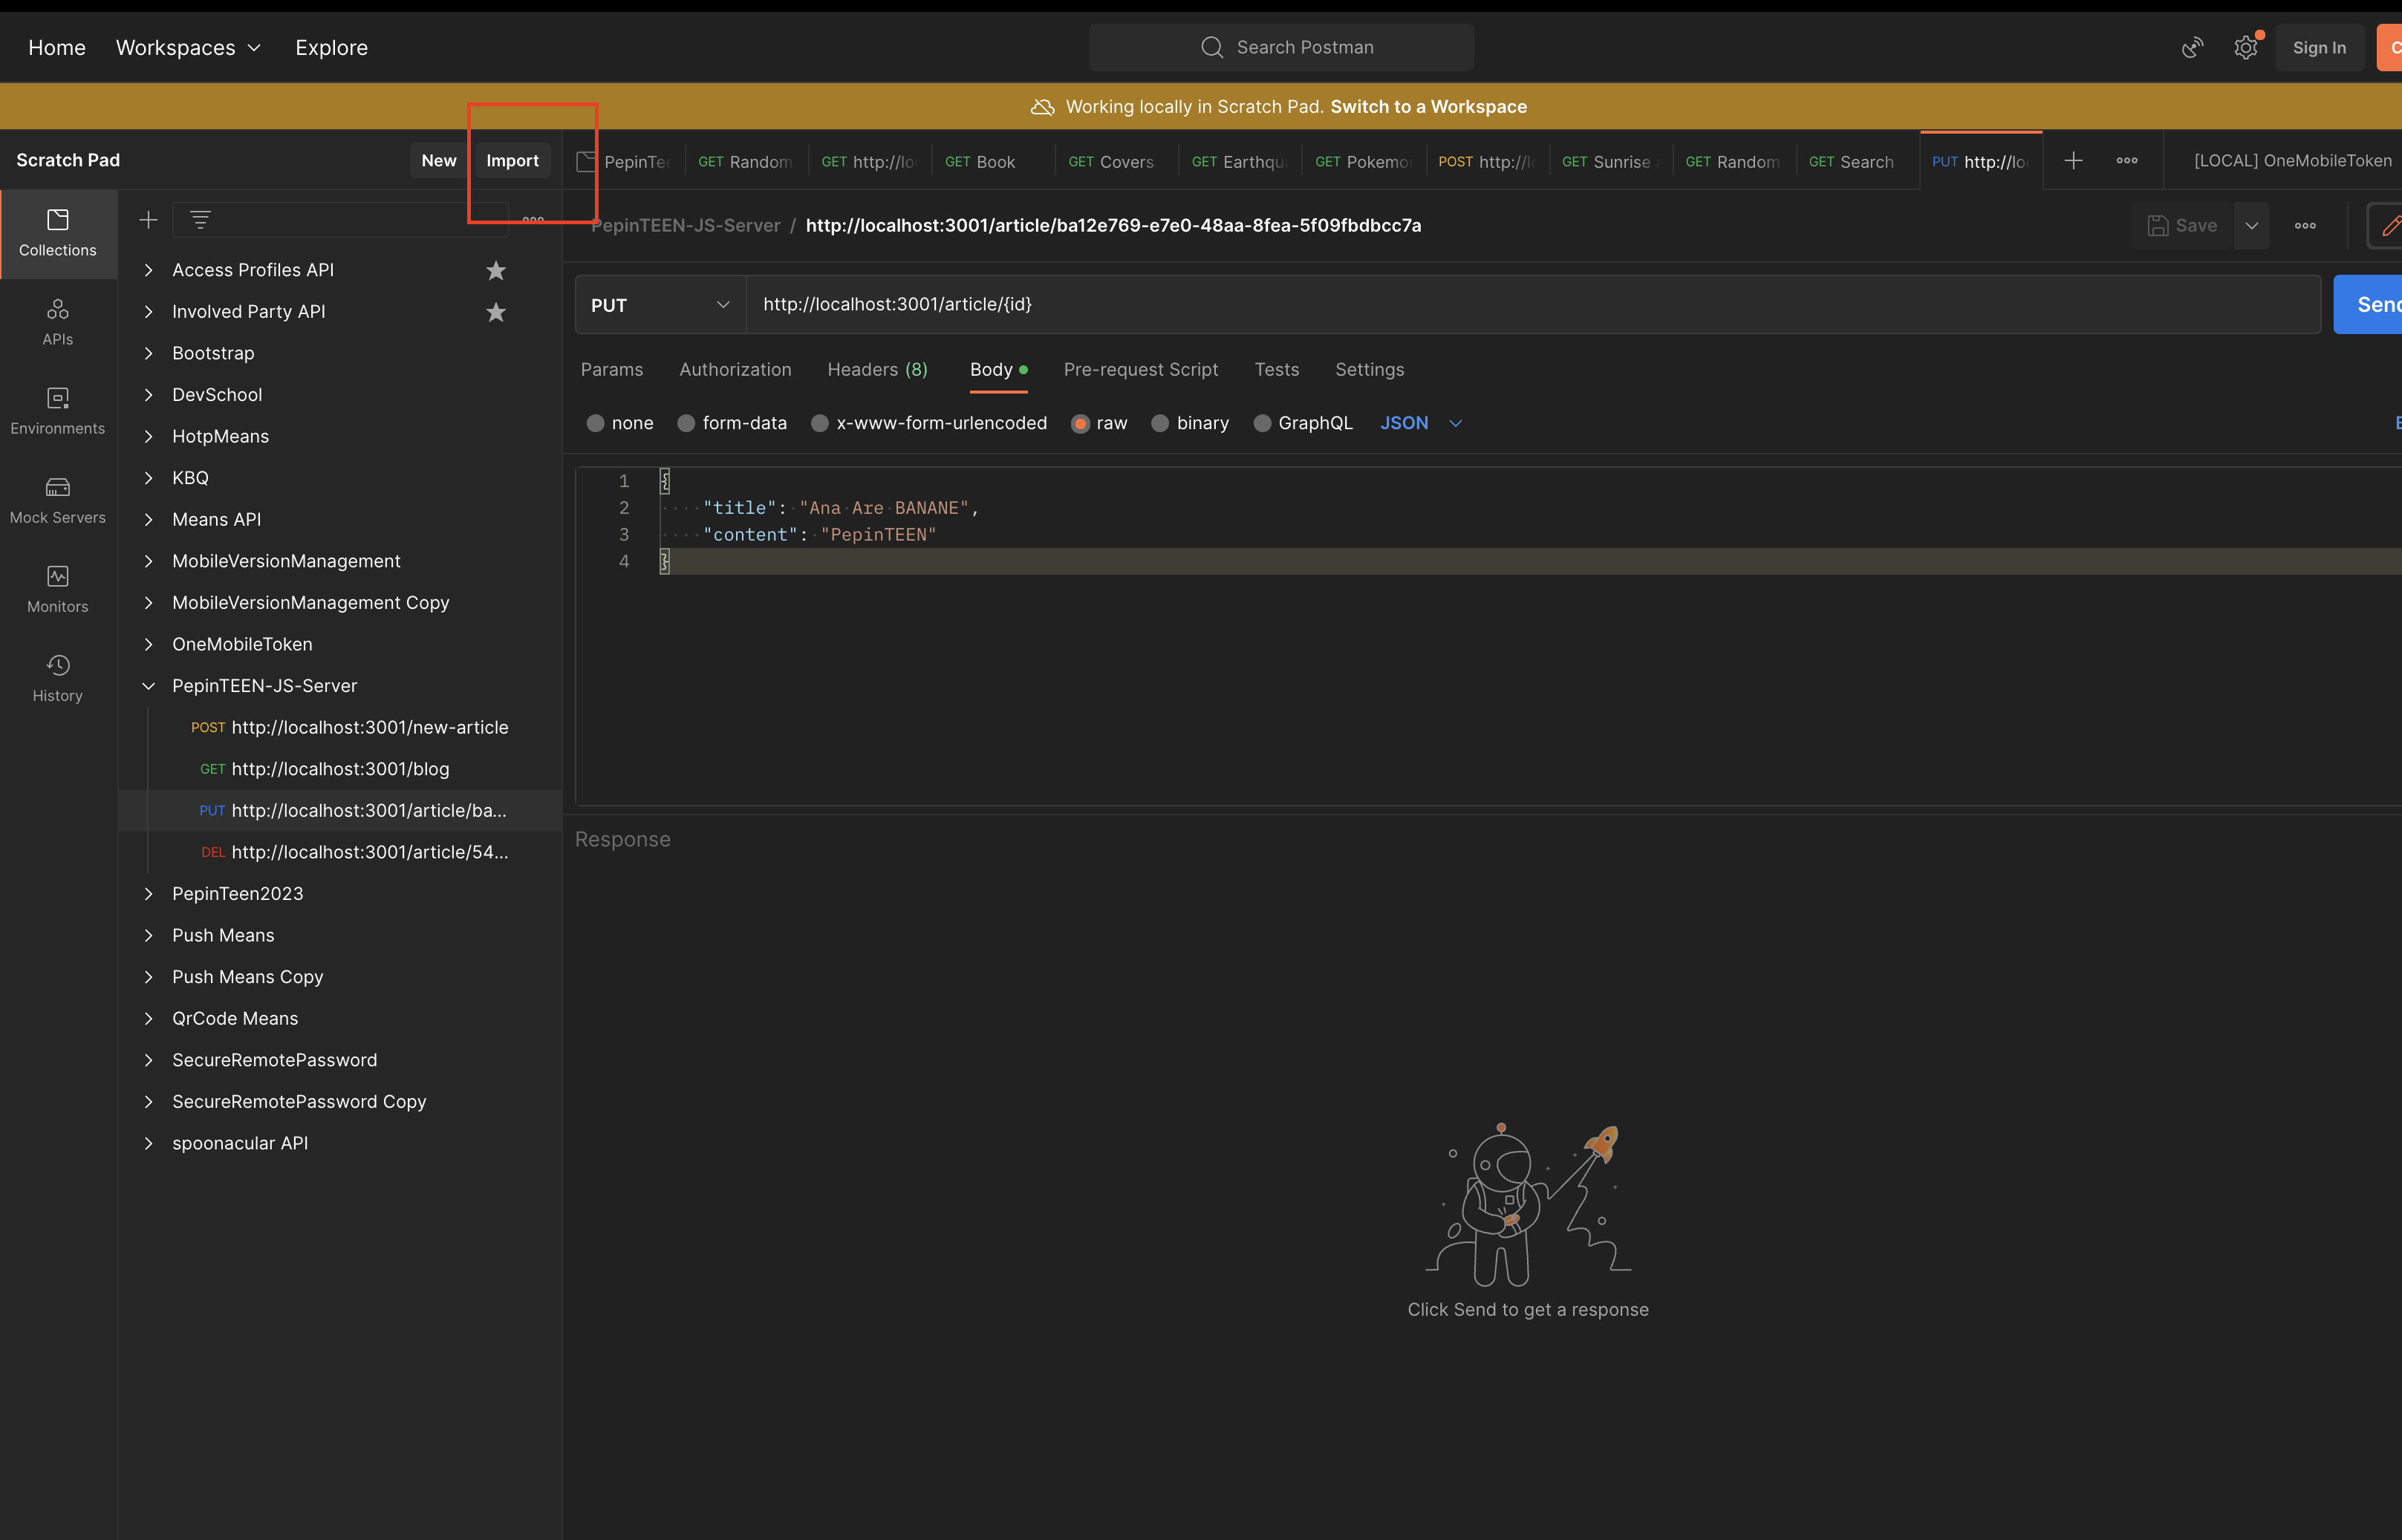 Home Workspaces Explore Search Postman Sign In
Working locally in Scratch Pad. Switch to a Workspace
Scratch Pad New Import
GET Random GET http://lo GET Book GET Covers GET Earthqu GET Pokemo POST http://l GET Sunrise GET Random GET Search PUT http://lo [LOCAL] OneMobileToken
PepinTEEN-JS-Server / http://localhost:3001/article/ba12e769-e7e0-48aa-8fea-5f09fbdbcc7a Save
Collections
APIs
Environments
Mock Servers
Monitors
History
Access Profiles API
Involved Party API
Bootstrap
DevSchool
HotpMeans
KBQ
Means API
MobileVersionManagement
MobileVersionManagement Copy
OneMobileToken
PepinTEEN-JS-Server
POST http://localhost:3001/new-article
GET http://localhost:3001/blog
PUT http://localhost:3001/article/ba...
DEL http://localhost:3001/article/54...
PepinTeen2023
Push Means
Push Means Copy
QrCode Means
SecureRemotePassword
SecureRemotePassword Copy
spoonacular API
PUT http://localhost:3001/article/{id} Send
Params Authorization Headers (8) Body Pre-request Script Tests Settings
none form-data x-www-form-urlencoded raw binary GraphQL JSON
1 {
2 "title": "Ana Are BANANE",
3 "content": "PepinTEEN"
4 }
Response
Click Send to get a response